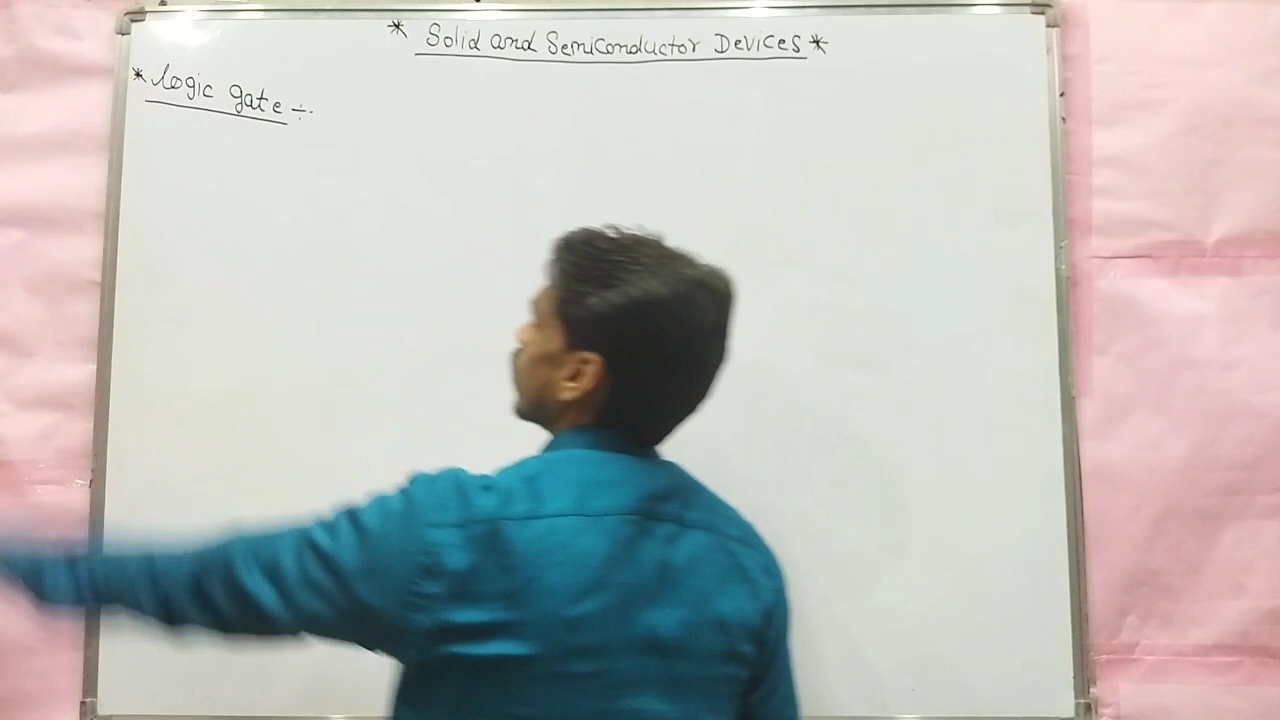 * Solid and Semiconductor Devices *
* Logic gate ÷